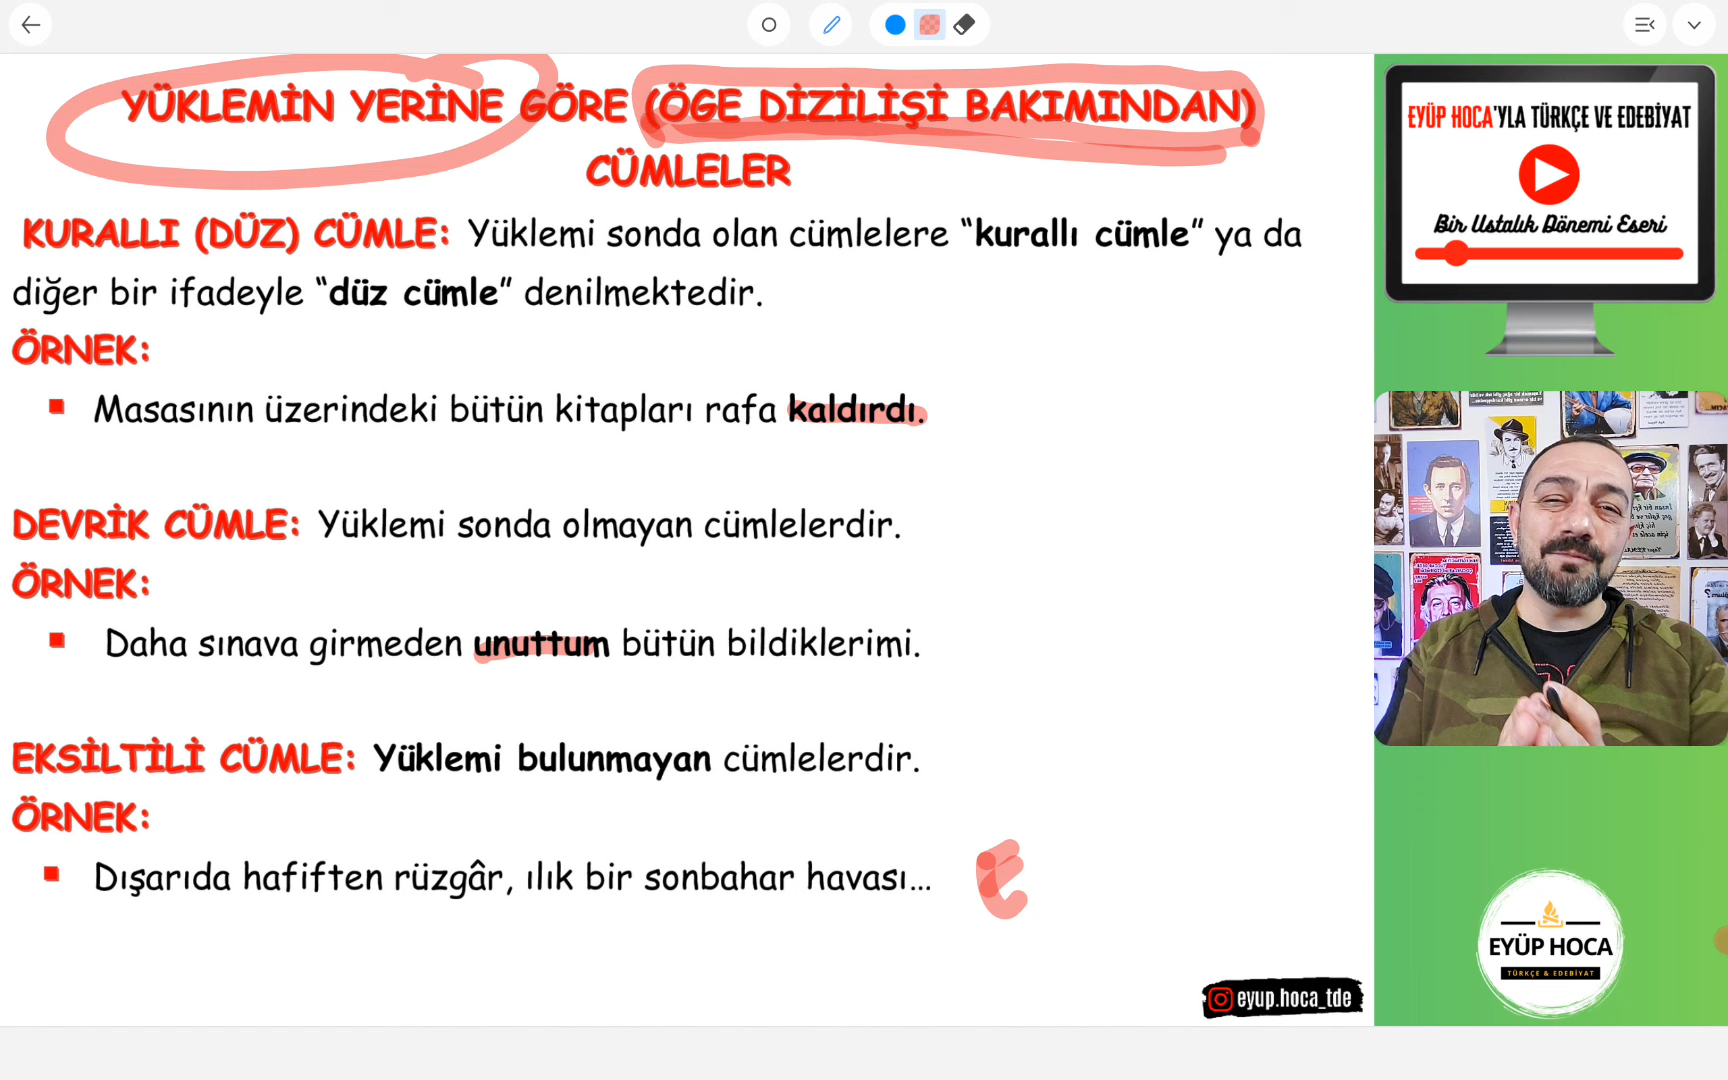 YÜKLEMİN YERİNE GÖRE (ÖGE DİZİLİŞİ BAKIMINDAN)
CÜMLELER
KURALLI (DÜZ) CÜMLE: Yüklemi sonda olan cümlelere “kurallı cümle” ya da
diğer bir ifadeyle “düz cümle” denilmektedir.
ÖRNEK:
Masasının üzerindeki bütün kitapları rafa kaldırdı.
DEVRİK CÜMLE: Yüklemi sonda olmayan cümlelerdir.
ÖRNEK:
Daha sınava girmeden unuttum bütün bildiklerimi.
EKSİLTİLİ CÜMLE: Yüklemi bulunmayan cümlelerdir.
ÖRNEK:
Dışarıda hafiften rüzgâr, ılık bir sonbahar havası...
eyup.hoca_tde
EYÜP HOCA'YLA TÜRKÇE VE EDEBİYAT
Bir Ustalık Dönemi Eseri
EYÜP HOCA
TÜRKÇE & EDEBİYAT